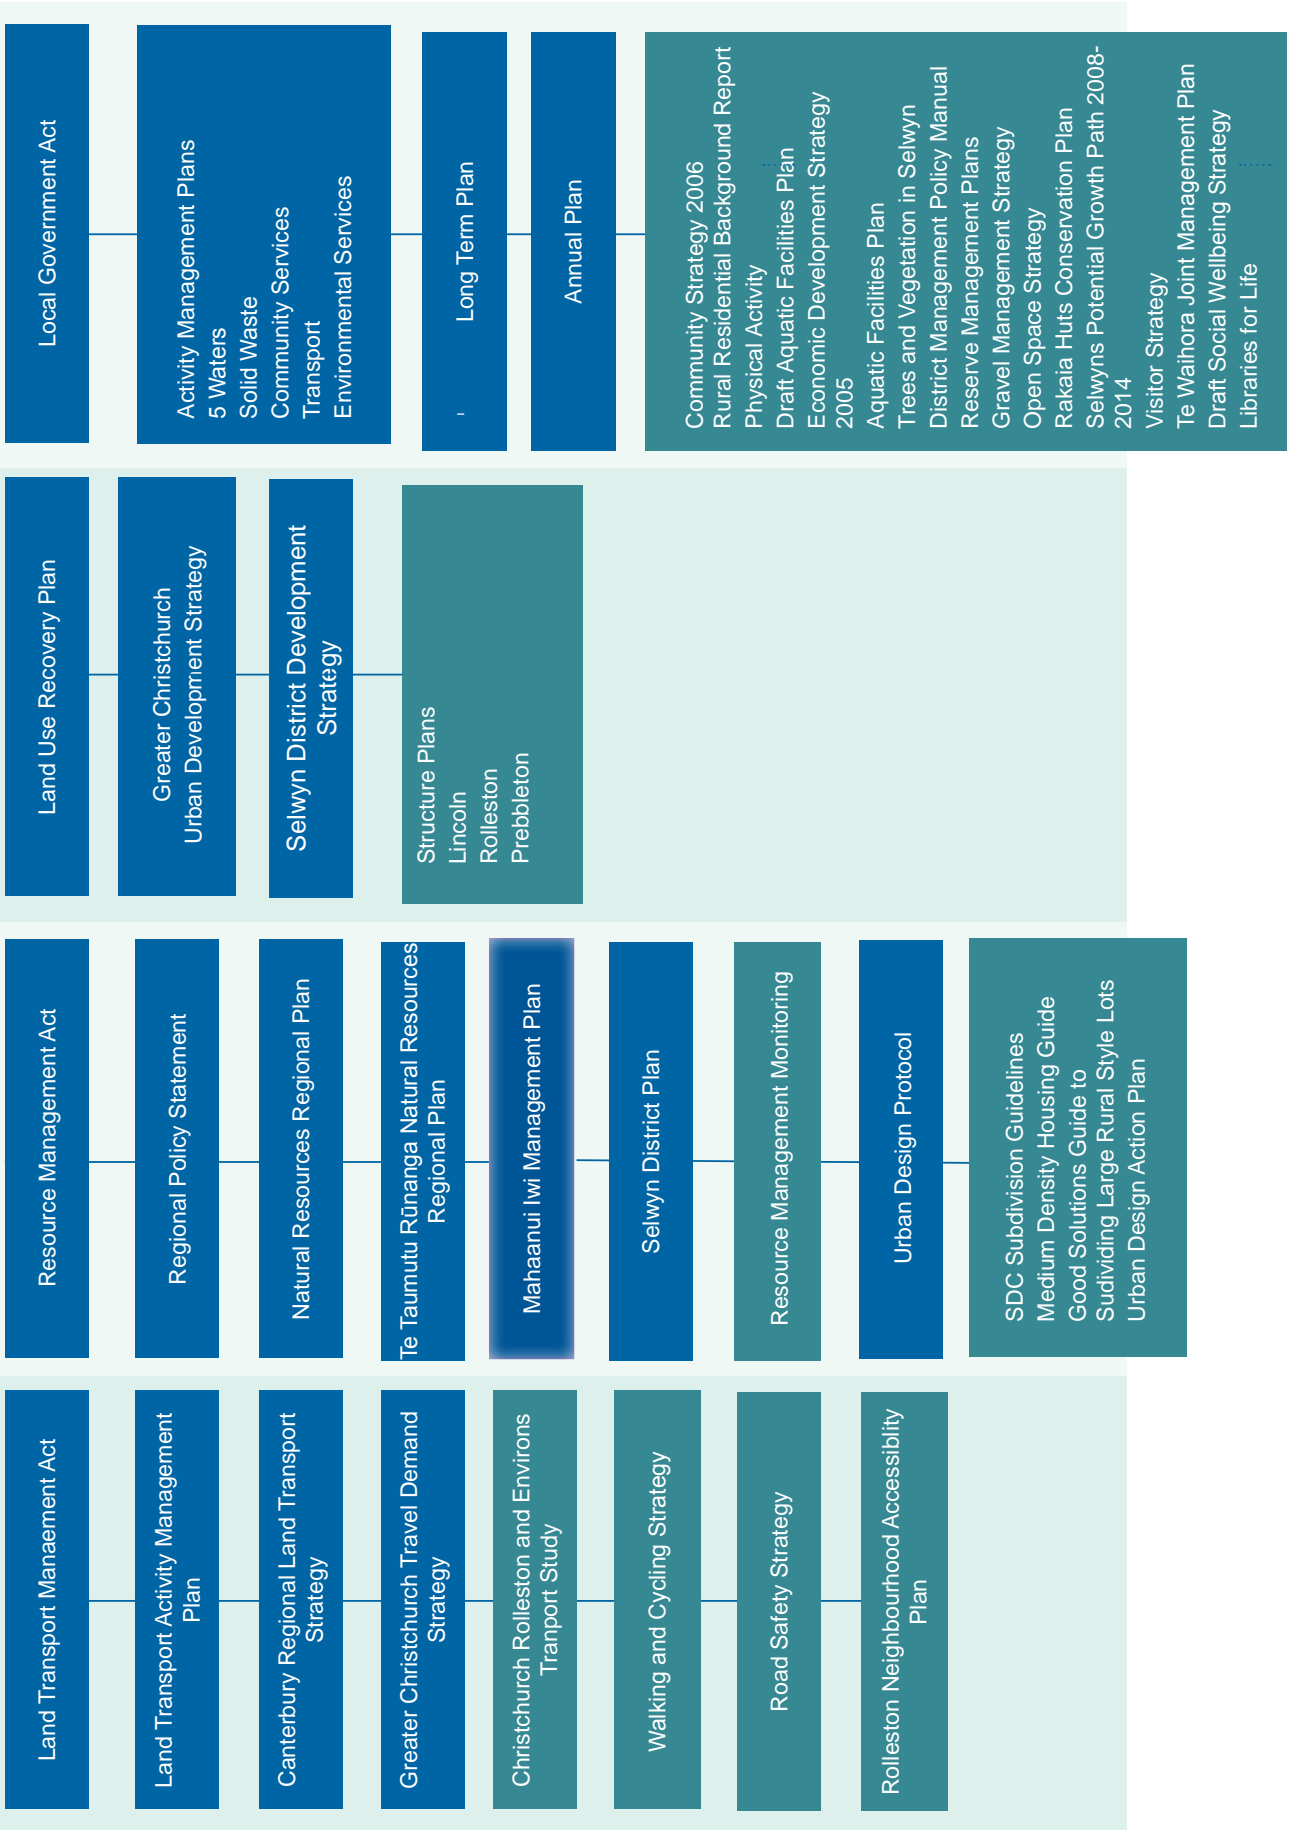 Land Transport Manaement Act
Land Transport Activity Management
Plan
Canterbury Regional Land Transport
Strategy
Greater Christchurch Travel Demand
Strategy
Christchurch Rolleston and Environs
Tranport Study
Walking and Cycling Strategy
Road Safety Strategy
Rolleston Neighbourhood Accessiblity
Plan
Resource Management Act
Regional Policy Statement
Natural Resources Regional Plan
Te Taumutu Rūnanga Natural Resources
Regional Plan
Mahaanui Iwi Management Plan
Selwyn District Plan
Resource Management Monitoring
Urban Design Protocol
SDC Subdivision Guidelines
Medium Density Housing Guide
Good Solutions Guide to
Sudividing Large Rural Style Lots
Urban Design Action Plan
Land Use Recovery Plan
Greater Christchurch
Urban Development Strategy
Selwyn District Development
Strategy
Structure Plans
Lincoln
Rolleston
Prebbleton
Local Government Act
Activity Management Plans
5 Waters
Solid Waste
Community Services
Transport
Environmental Services
Long Term Plan
Annual Plan
Community Strategy 2006
Rural Residential Background Report
Physical Activity
Draft Aquatic Facilities Plan
Economic Development Strategy
2005
Aquatic Facilities Plan
Trees and Vegetation in Selwyn
District Management Policy Manual
Reserve Management Plans
Gravel Management Strategy
Open Space Strategy
Rakaia Huts Conservation Plan
Selwyns Potential Growth Path 2008-
2014
Visitor Strategy
Te Waihora Joint Management Plan
Draft Social Wellbeing Strategy
Libraries for Life